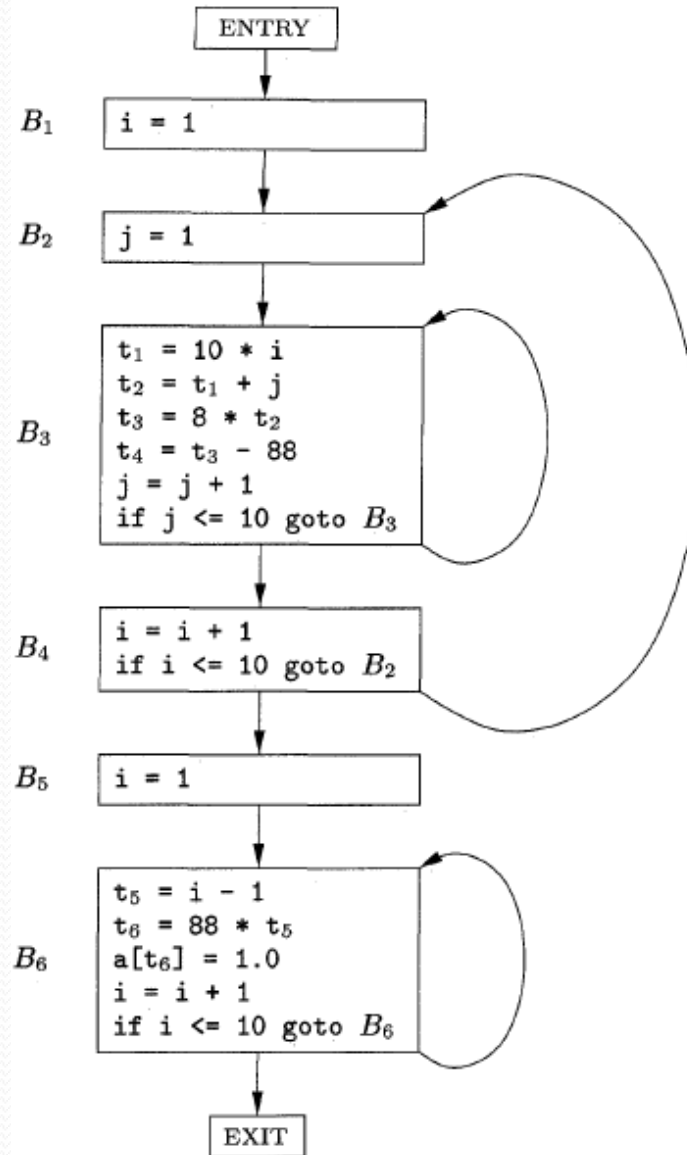 ENTRY
B₁
i = 1
B₂
j = 1
B₃
t₁ = 10 * i
t₂ = t₁ + j
t₃ = 8 * t₂
t₄ = t₃ - 88
j = j + 1
if j <= 10 goto B₃
B₄
i = i + 1
if i <= 10 goto B₂
B₅
i = 1
B₆
t₅ = i - 1
t₆ = 88 * t₅
a[t₆] = 1.0
i = i + 1
if i <= 10 goto B₆
EXIT